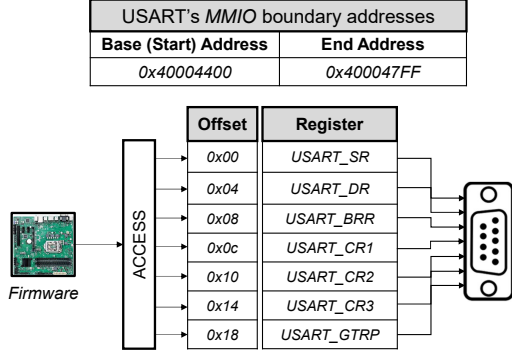 USART's MMIO boundary addresses
Base (Start) Address End Address
0x40004400 0x400047FF
Offset Register
0x00 USART_SR
0x04 USART_DR
0x08 USART_BRR
0x0c USART_CR1
0x10 USART_CR2
0x14 USART_CR3
0x18 USART_GTRP
ACCESS
Firmware